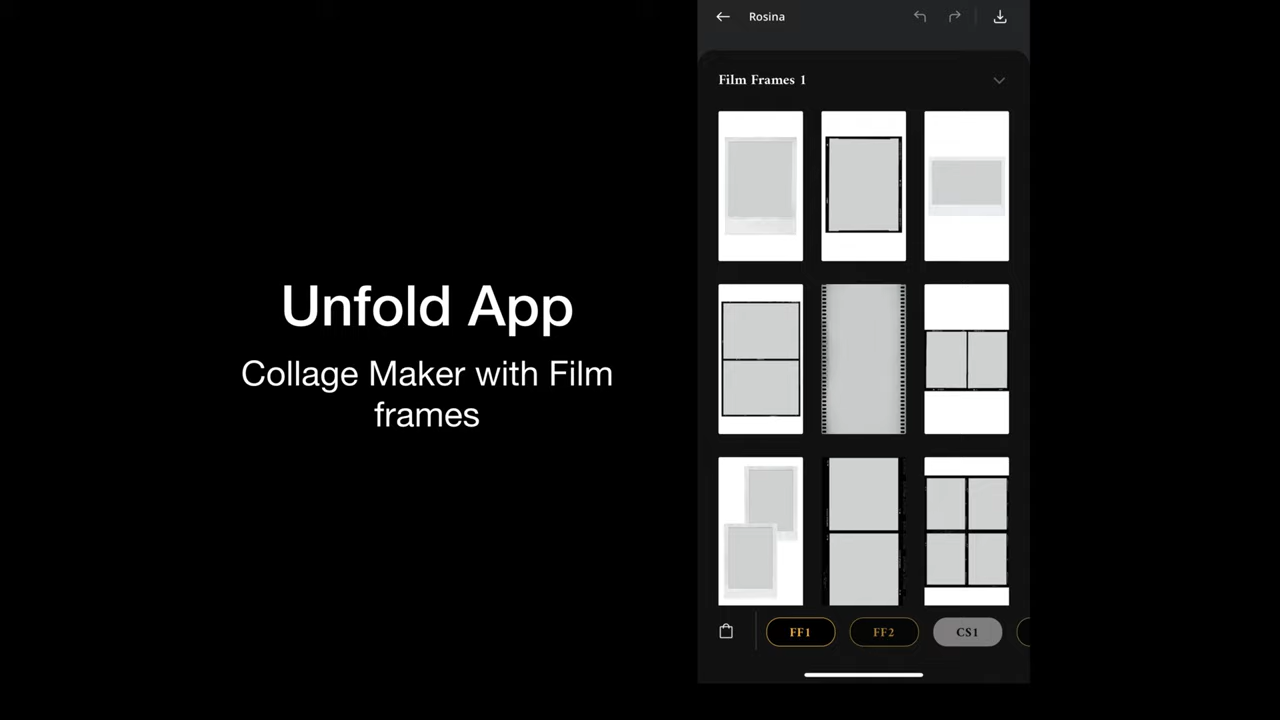 Unfold App
Collage Maker with Film
frames
Rosina
Film Frames 1
FF1
FF2
CS1